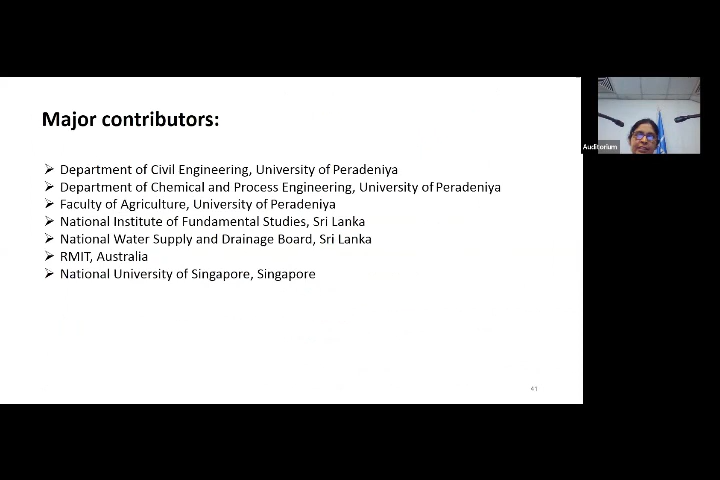 Major contributors:
Department of Civil Engineering, University of Peradeniya
Department of Chemical and Process Engineering, University of Peradeniya
Faculty of Agriculture, University of Peradeniya
National Institute of Fundamental Studies, Sri Lanka
National Water Supply and Drainage Board, Sri Lanka
RMIT, Australia
National University of Singapore, Singapore
41
Auditorium